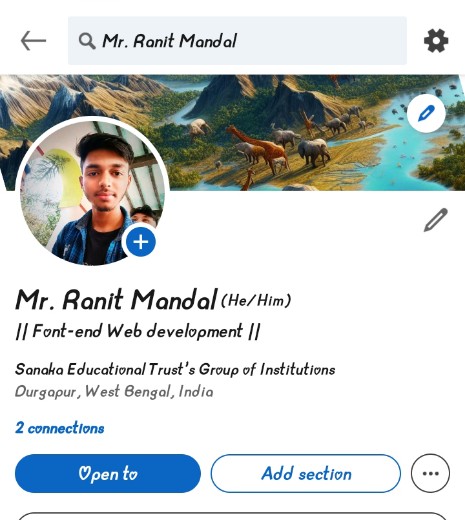 Mr. Ranit Mandal
Mr. Ranit Mandal (He/Him)
|| Font-end Web development ||
Sanaka Educational Trust's Group of Institutions
Durgapur, West Bengal, India
2 connections
Open to
Add section